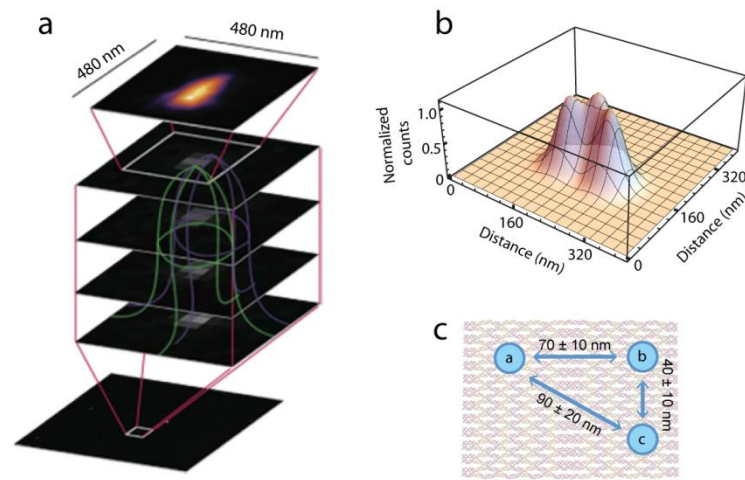 a
480 nm
480 nm
b
Normalized
counts
1.0
0.5
0
0
160
320
Distance (nm)
0
160
320
Distance (nm)
c
a
70 ± 10 nm
b
40 ± 10 nm
90 ± 20 nm
c